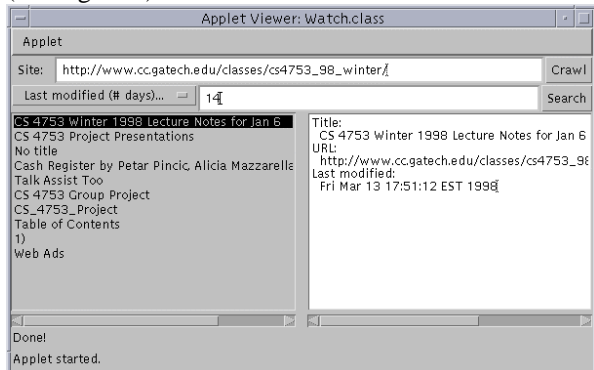 Applet Viewer: Watch.class
Applet
Site: http://www.cc.gatech.edu/classes/cs4753_98_winter/ Crawl
Last modified (# days)... 14 Search
CS 4753 Winter 1998 Lecture Notes for Jan 6
CS 4753 Project Presentations
No title
Cash Register by Petar Pincic, Alicia Mazzarella
Talk Assist Too
CS 4753 Group Project
CS_4753_Project
Table of Contents
1)
Web Ads
Title:
CS 4753 Winter 1998 Lecture Notes for Jan 6
URL:
http://www.cc.gatech.edu/classes/cs4753_98
Last modified:
Fri Mar 13 17:51:12 EST 1998
Done!
Applet started.